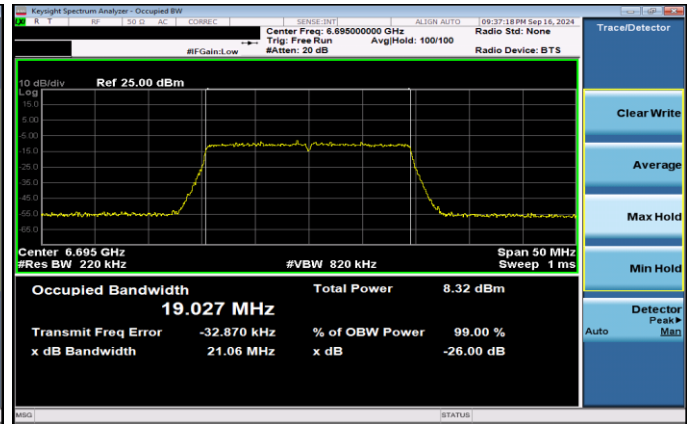 Keysight Spectrum Analyzer - Occupied BW
R T RF 50 Ω AC CORREC SENSE:INT ALIGN AUTO 09:37:18 PM Sep 16, 2024
Center Freq: 6.695000000 GHz Radio Std: None
Trig: Free Run Avg|Hold: 100/100
#IFGain:Low #Atten: 20 dB Radio Device: BTS
Trace/Detector
10 dB/div Ref 25.00 dBm
Log
15.0
5.00
-5.00
-15.0
-25.0
-35.0
-45.0
-55.0
-65.0
Center 6.695 GHz Span 50 MHz
#Res BW 220 kHz #VBW 820 kHz Sweep 1 ms
Occupied Bandwidth Total Power 8.32 dBm
19.027 MHz
Transmit Freq Error -32.870 kHz % of OBW Power 99.00 %
x dB Bandwidth 21.06 MHz x dB -26.00 dB
Clear Write
Average
Max Hold
Min Hold
Detector
Peak▶
Auto Man
MSG STATUS